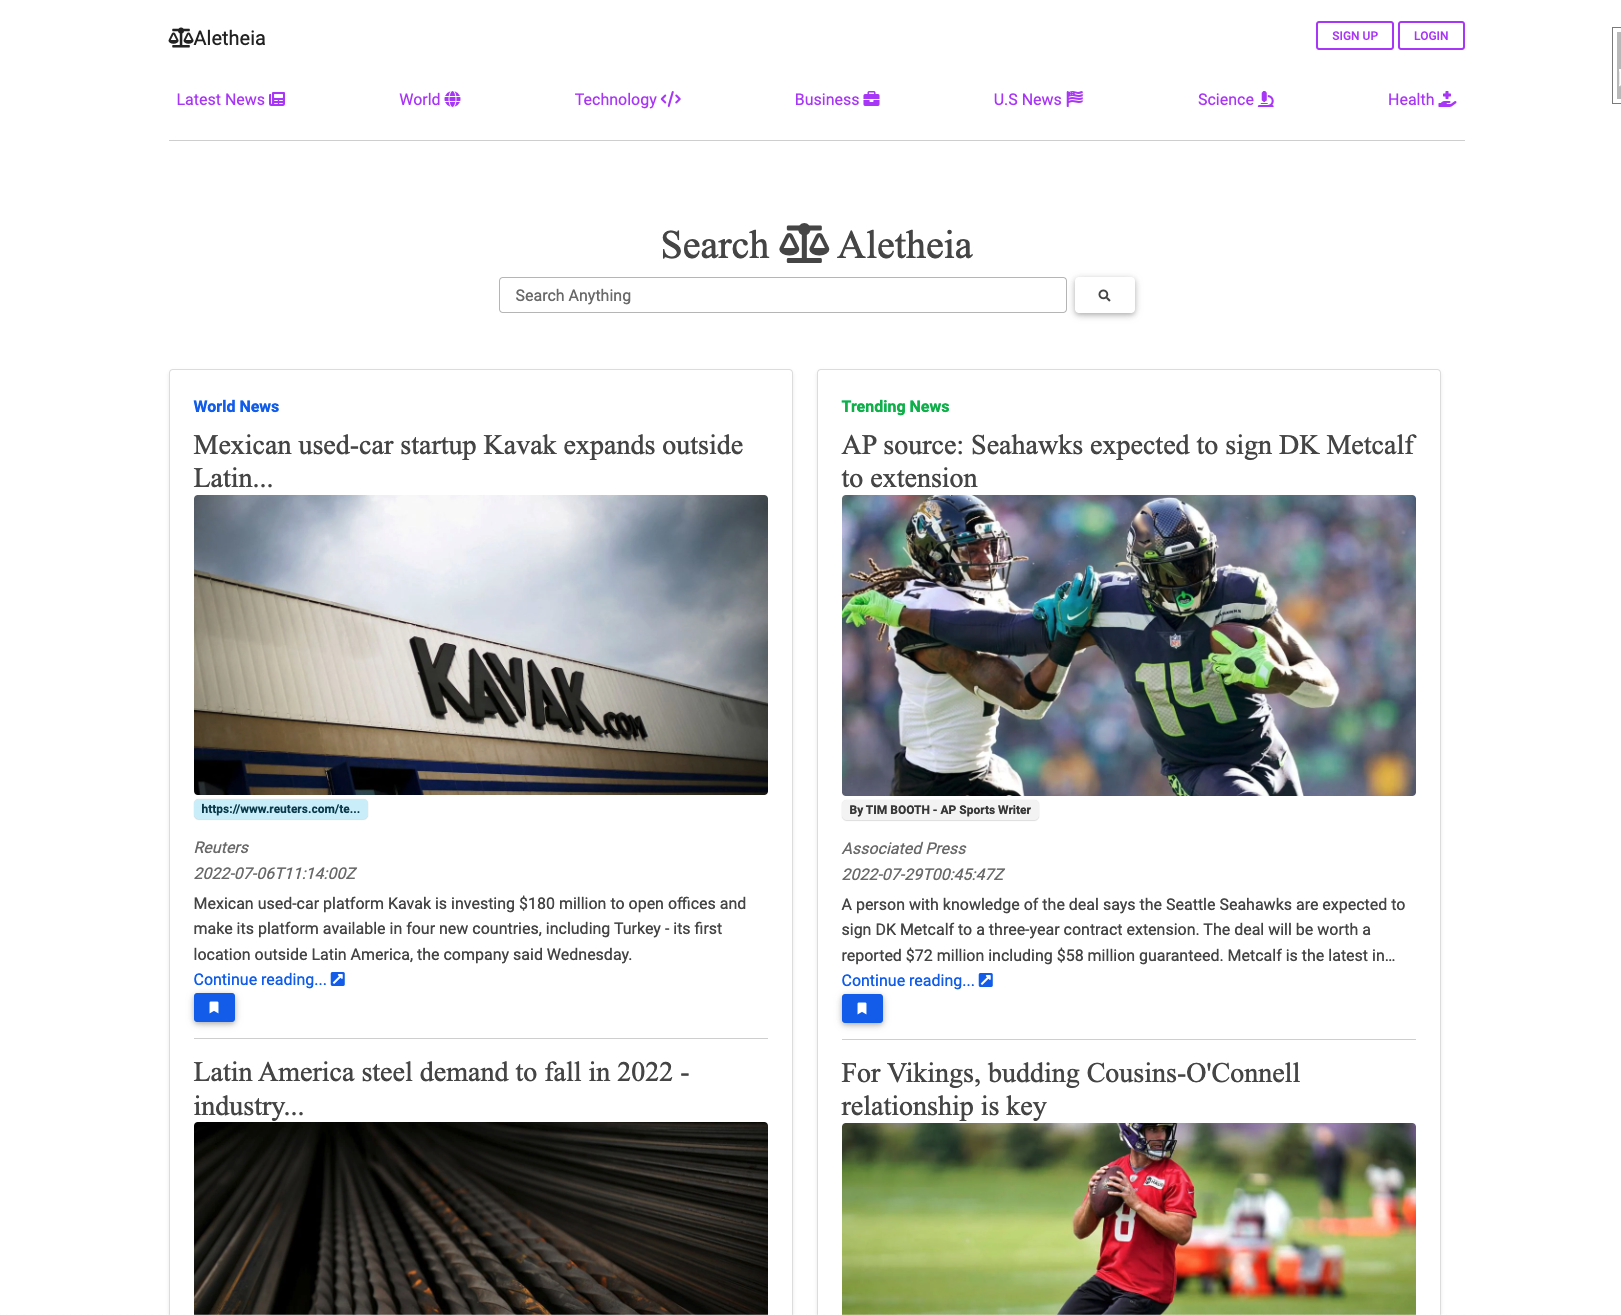 Aletheia
SIGN UP
LOGIN
Latest News
World
Technology
Business
U.S News
Science
Health
Search Aletheia
Search Anything
World News
Mexican used-car startup Kavak expands outside
Latin...
KAVAK.COM
https://www.reuters.com/te...
Reuters
2022-07-06T11:14:00Z
Mexican used-car platform Kavak is investing $180 million to open offices and
make its platform available in four new countries, including Turkey - its first
location outside Latin America, the company said Wednesday.
Continue reading...
Latin America steel demand to fall in 2022 -
industry...
Trending News
AP source: Seahawks expected to sign DK Metcalf
to extension
14
14
By TIM BOOTH - AP Sports Writer
Associated Press
2022-07-29T00:45:47Z
A person with knowledge of the deal says the Seattle Seahawks are expected to
sign DK Metcalf to a three-year contract extension. The deal will be worth a
reported $72 million including $58 million guaranteed. Metcalf is the latest in…
Continue reading...
For Vikings, budding Cousins-O'Connell
relationship is key
8